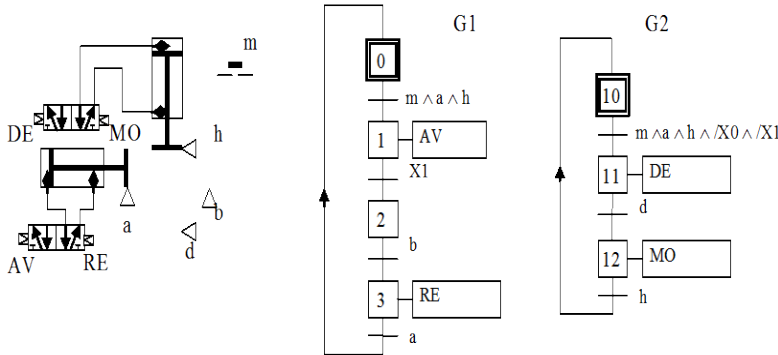 G1
G2
m
DE
MO
h
a
b
d
AV
RE
0
m ∧ a ∧ h
1
AV
X1
2
b
3
RE
a
10
m ∧ a ∧ h ∧ /X0 ∧ /X1
11
DE
d
12
MO
h